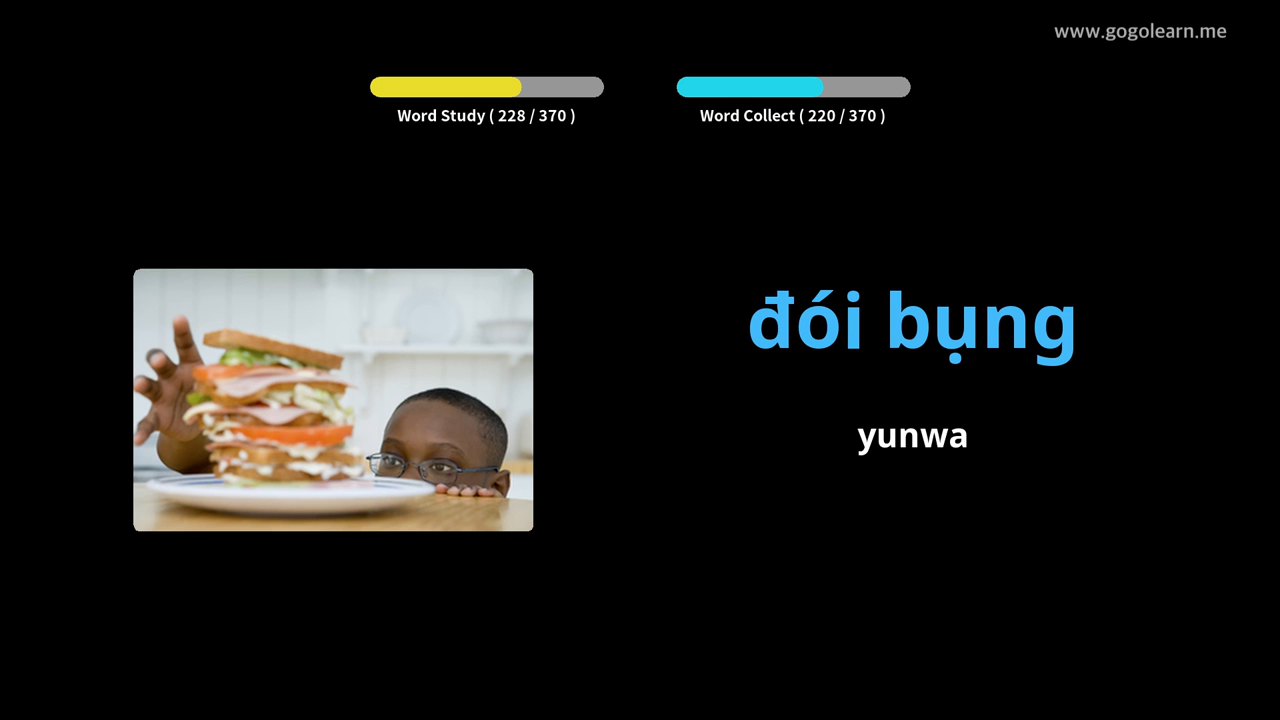 www.gogolearn.me
Word Study ( 228 / 370 )
Word Collect ( 220 / 370 )
đói bụng
yunwa